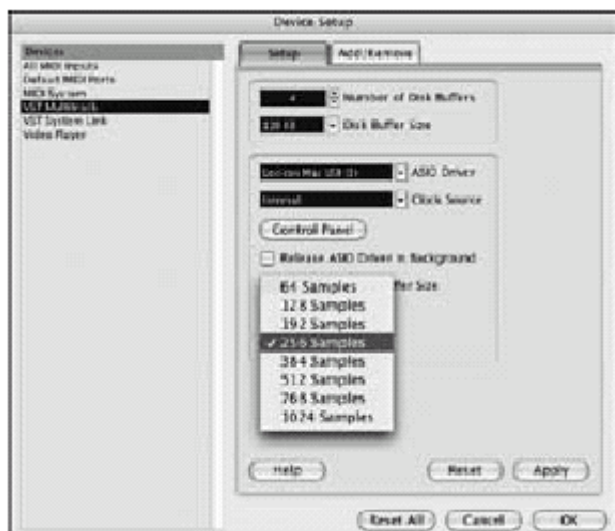 Device Setup
Devices
All MIDI Inputs
Default MIDI Ports
MIDI System
VST Multitrack
VST System Link
Video Player
Setup
Add/Remove
4
Number of Disk Buffers
Disk Buffer Size
ASIO Driver
Clock Source
Control Panel
Release ASIO Driver in Background
ffer Size
64 Samples
128 Samples
192 Samples
✓ 256 Samples
384 Samples
512 Samples
768 Samples
1024 Samples
Help
Reset
Apply
Reset All
Cancel
OK